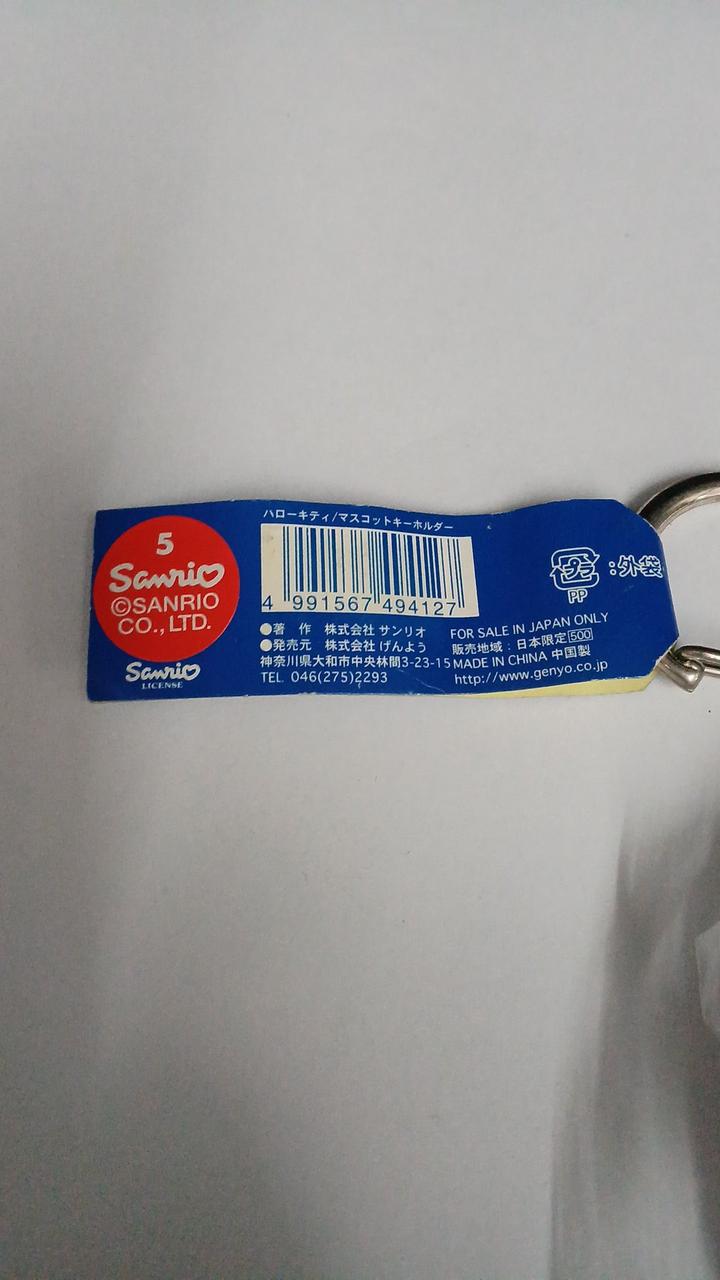 5
Sanrio
©SANRIO
CO., LTD.
Sanrio
LICENSE
ハローキティ/マスコットキーホルダー
4 991567 494127
●著 作 株式会社 サンリオ
●発売元 株式会社 げんよう
神奈川県大和市中央林間3-23-15
TEL 046(275)2293
FOR SALE IN JAPAN ONLY
販売地域：日本限定 500
MADE IN CHINA 中国製
http://www.genyo.co.jp
プラ :外袋
PP